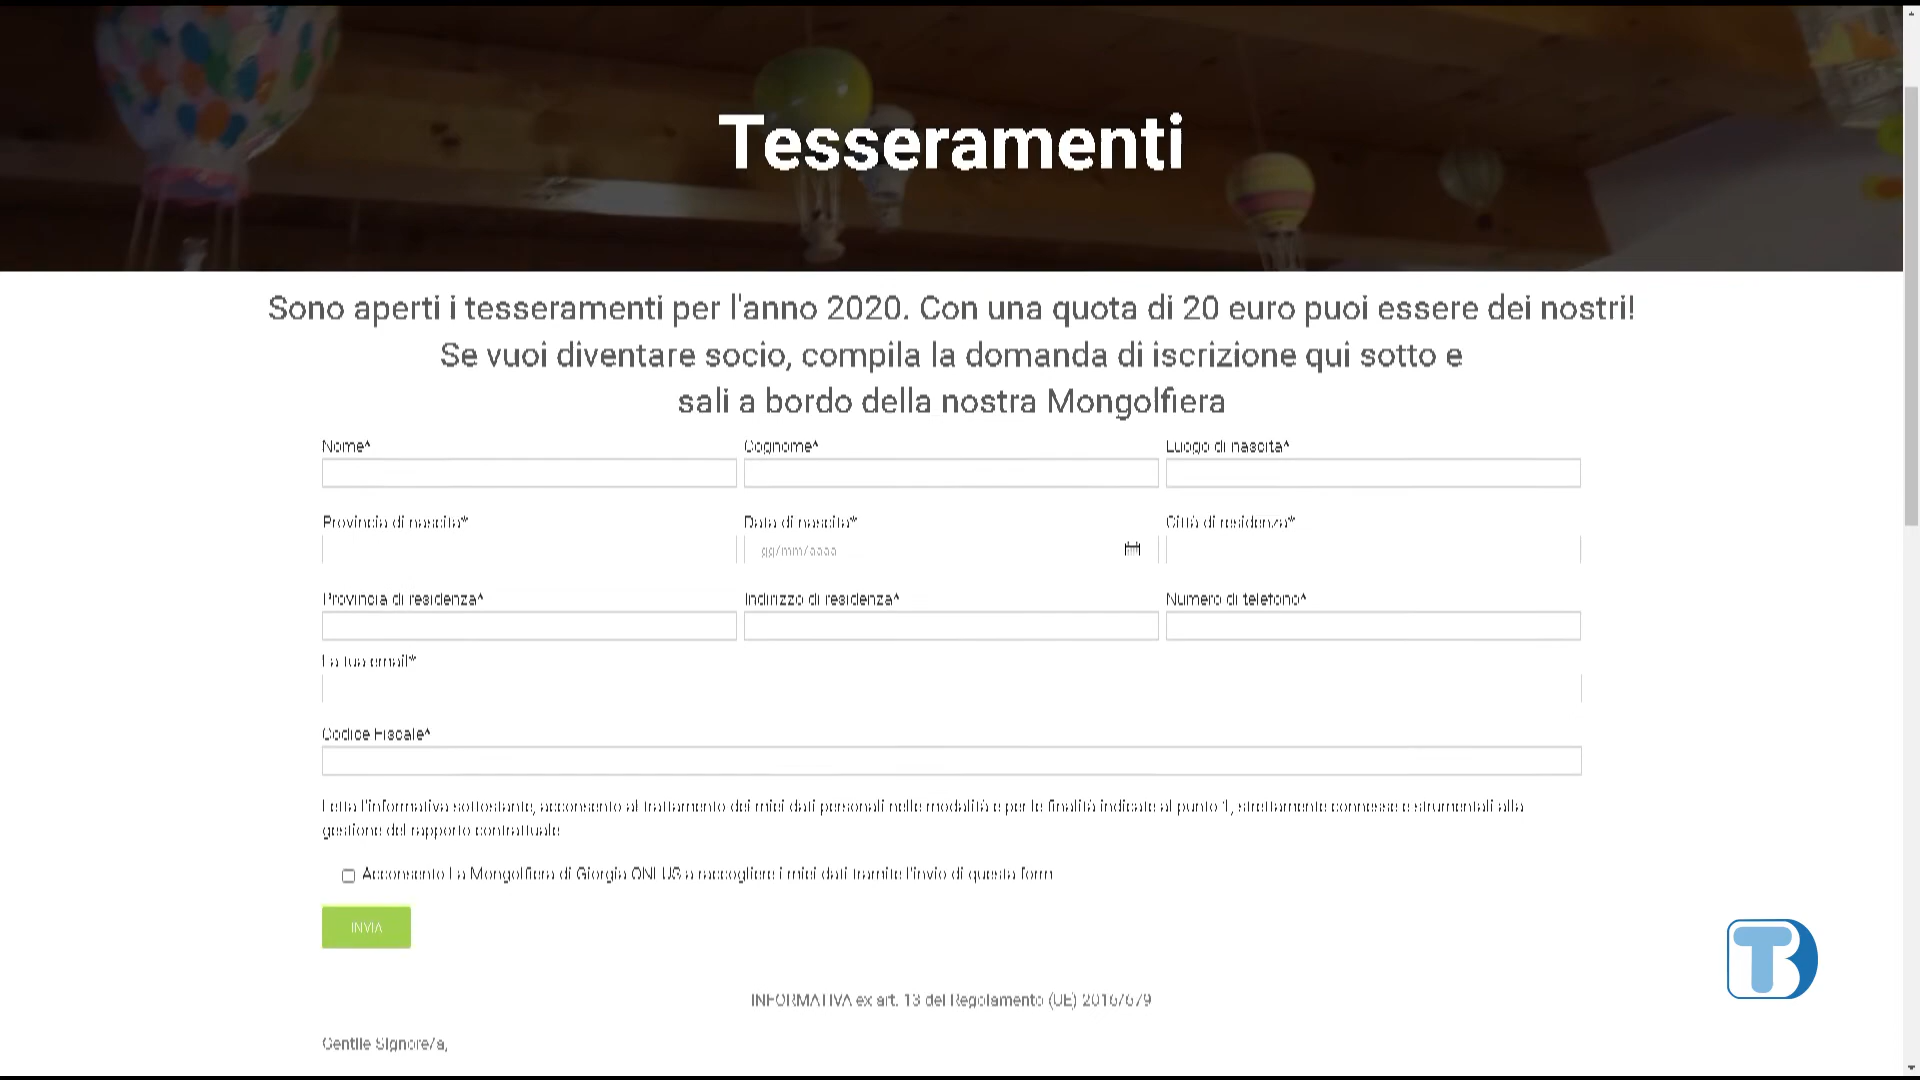 Tesseramenti
Sono aperti i tesseramenti per l'anno 2020. Con una quota di 20 euro puoi essere dei nostri!
Se vuoi diventare socio, compila la domanda di iscrizione qui sotto e
sali a bordo della nostra Mongolfiera
Nome* Cognome* Luogo di nascita*
Provincia di nascita* Data di nascita* Città di residenza*
gg/mm/aaaa
Provincia di residenza* Indirizzo di residenza* Numero di telefono*
La tua email*
Codice Fiscale*
Letta l'informativa sottostante, acconsento al trattamento dei miei dati personali nelle modalità e per le finalità indicate al punto 1, strettamente connesse e strumentali alla
gestione del rapporto contrattuale
Acconsento La Mongolfiera di Giorgia ONLUS a raccogliere i miei dati tramite l'invio di questa form
INVIA
TB
INFORMATIVA ex art. 13 del Regolamento (UE) 2016/679
Gentile Signore/a,